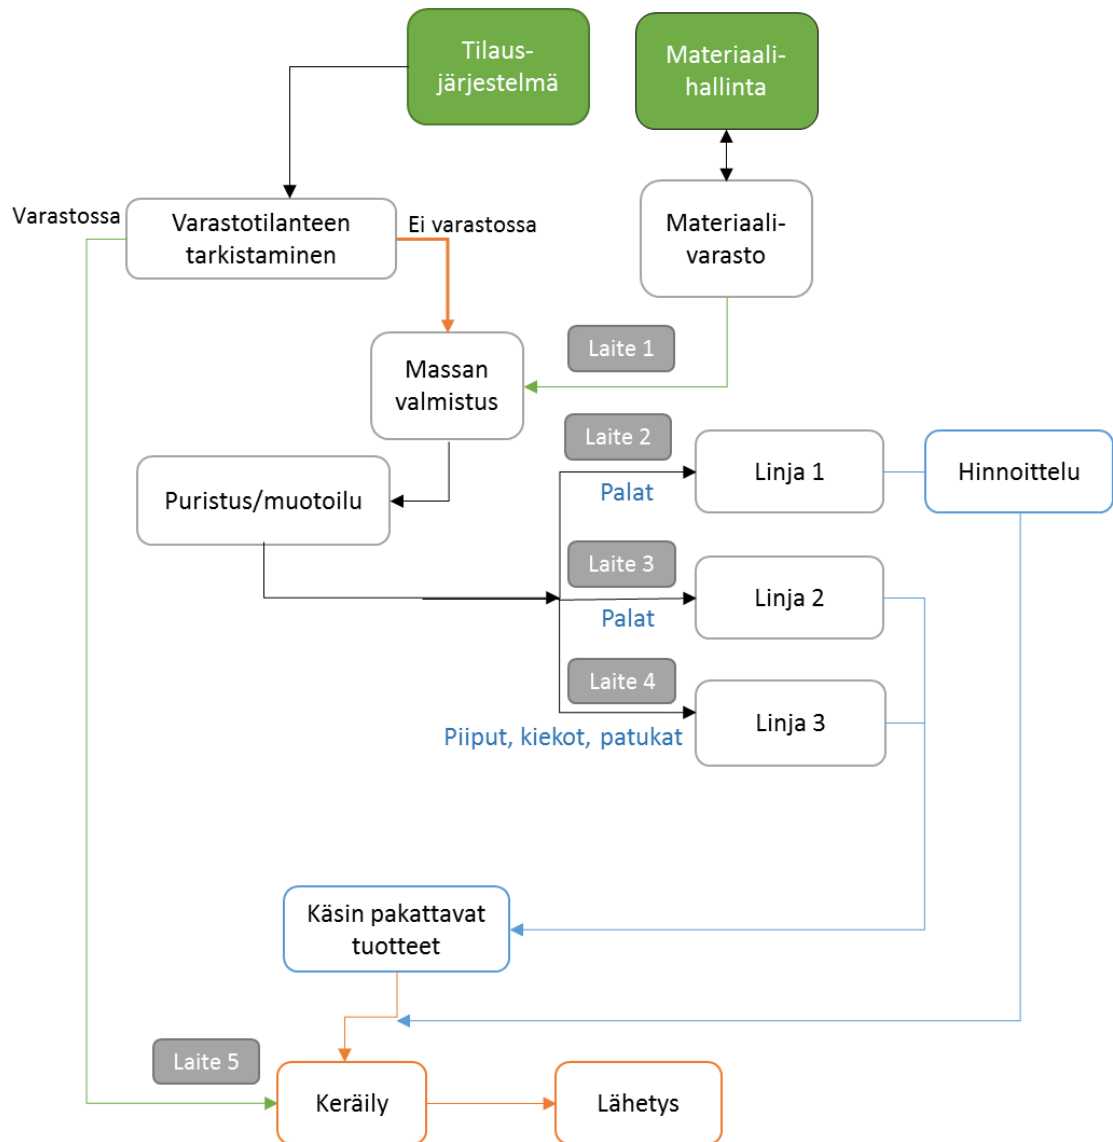 Tilaus-
järjestelmä
Materiaali-
hallinta
Varastossa
Varastotilanteen
tarkistaminen
Ei varastossa
Materiaali-
varasto
Laite 1
Massan
valmistus
Laite 2
Palat
Linja 1
Hinnoittelu
Puristus/muotoilu
Laite 3
Palat
Linja 2
Laite 4
Piiput, kiekot, patukat
Linja 3
Käsin pakattavat
tuotteet
Laite 5
Keräily
Lähetys